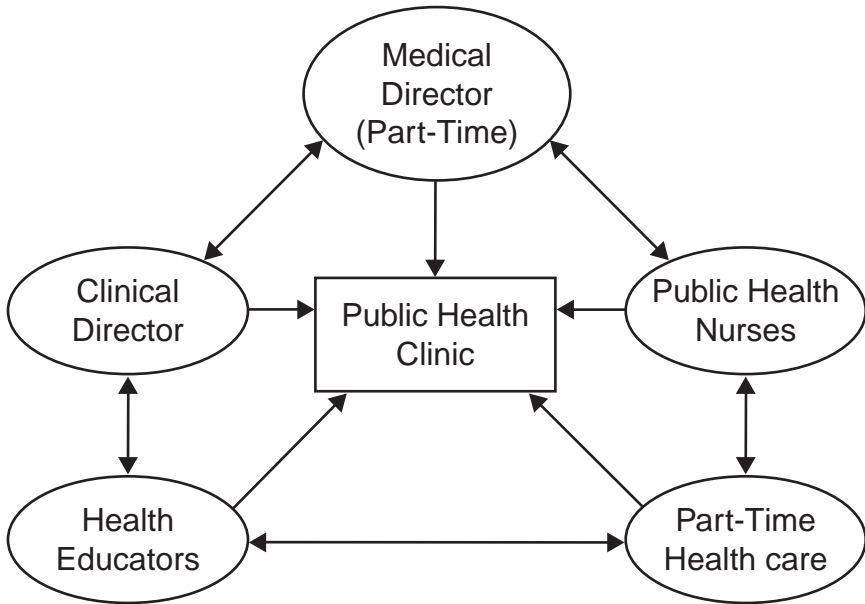 Medical
Director
(Part-Time)
Clinical
Director
Public Health
Clinic
Public Health
Nurses
Health
Educators
Part-Time
Health care